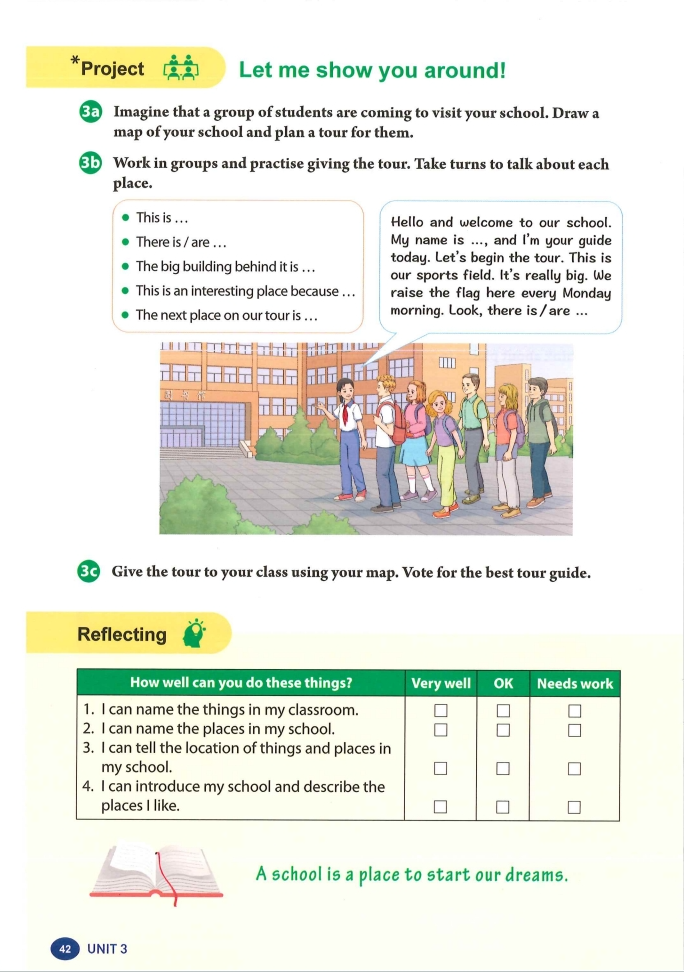 *Project
Let me show you around!
3a Imagine that a group of students are coming to visit your school. Draw a
map of your school and plan a tour for them.
3b Work in groups and practise giving the tour. Take turns to talk about each
place.
• This is …
• There is / are …
• The big building behind it is …
• This is an interesting place because …
• The next place on our tour is …
Hello and welcome to our school.
My name is …, and I'm your guide
today. Let's begin the tour. This is
our sports field. It's really big. We
raise the flag here every Monday
morning. Look, there is / are …
3c Give the tour to your class using your map. Vote for the best tour guide.
Reflecting
How well can you do these things? Very well OK Needs work
1. I can name the things in my classroom. □ □ □
2. I can name the places in my school. □ □ □
3. I can tell the location of things and places in
my school. □ □ □
4. I can introduce my school and describe the
places I like. □ □ □
A school is a place to start our dreams.
42 UNIT 3